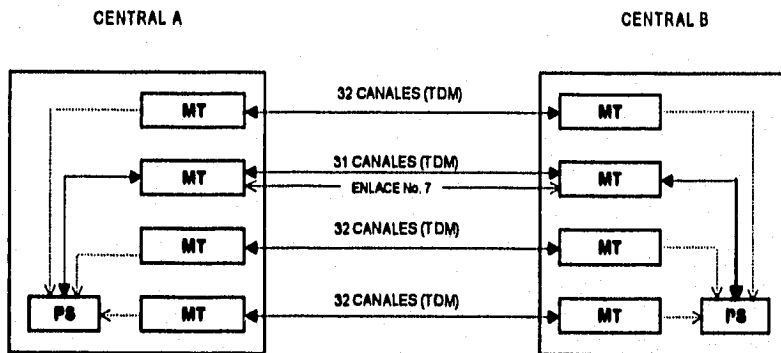 CENTRAL A CENTRAL B
MT 32 CANALES (TDM) MT
MT 31 CANALES (TDM) MT
ENLACE No. 7
MT 32 CANALES (TDM) MT
PS MT 32 CANALES (TDM) MT PS